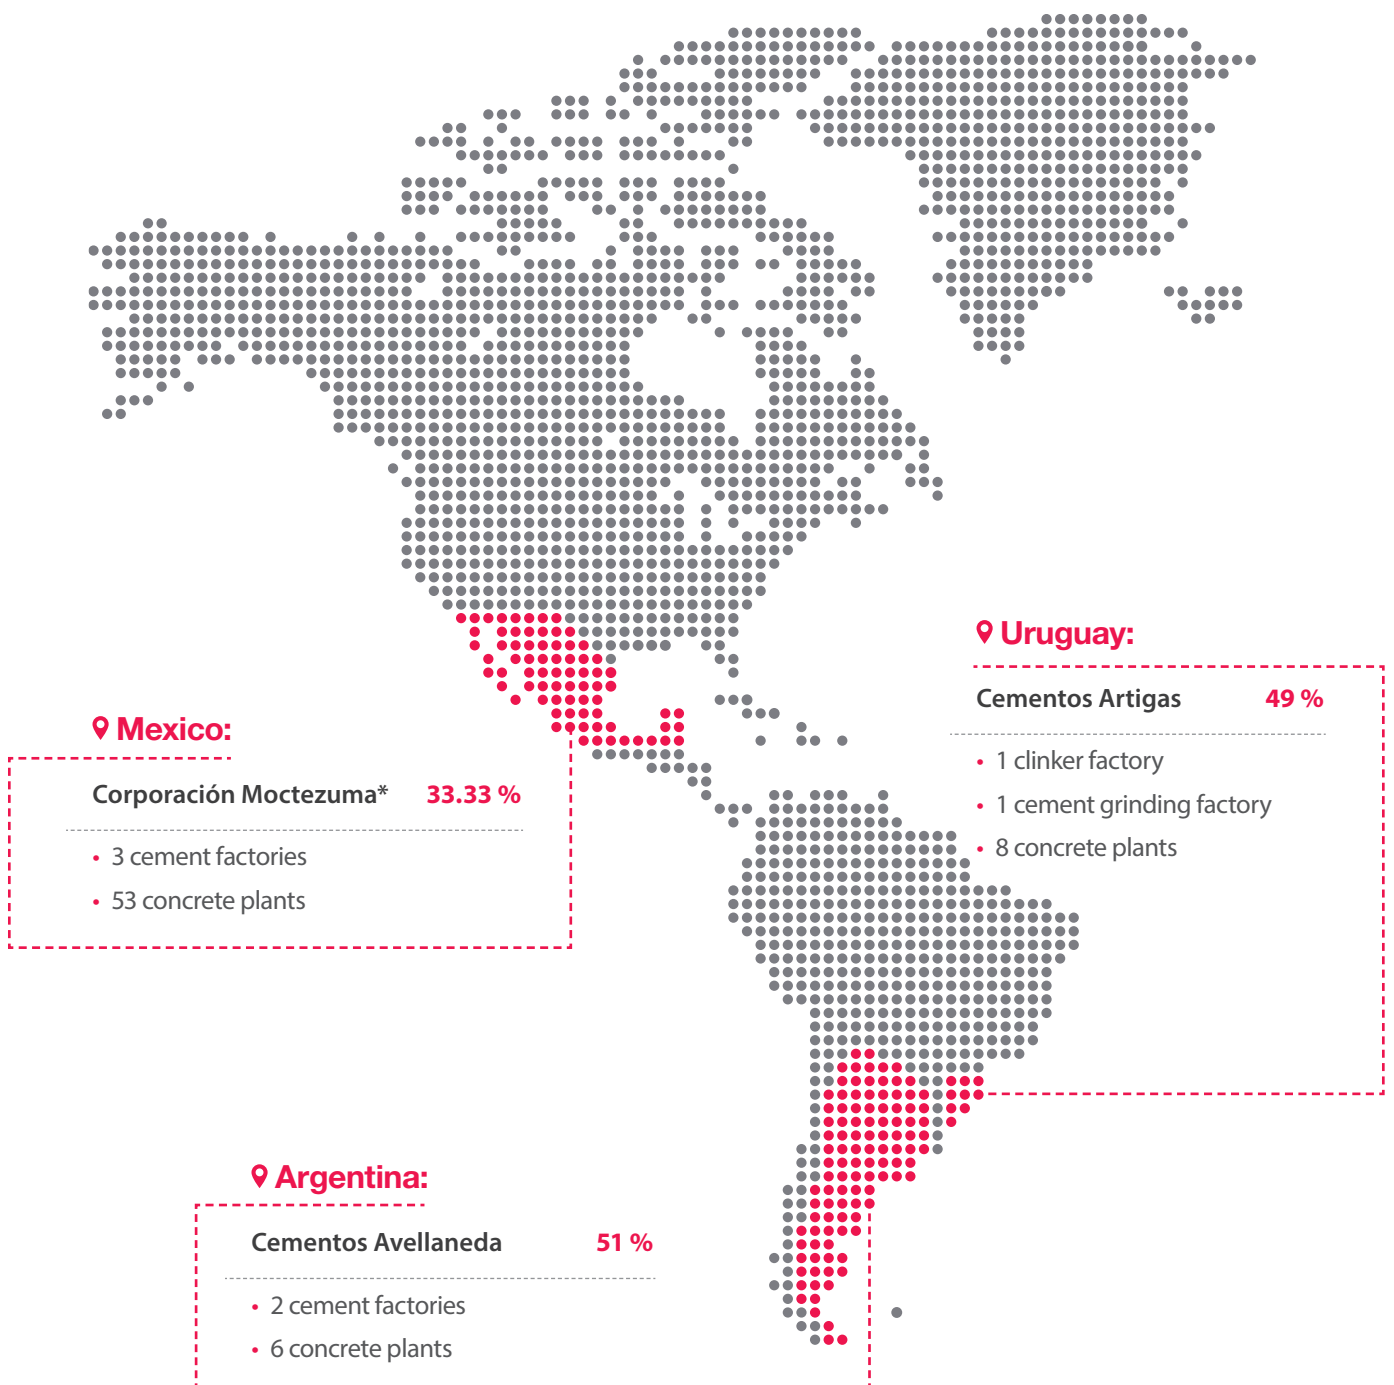 Uruguay:
Cementos Artigas 49 %
• 1 clinker factory
• 1 cement grinding factory
• 8 concrete plants
Mexico:
Corporación Moctezuma* 33.33 %
• 3 cement factories
• 53 concrete plants
Argentina:
Cementos Avellaneda 51 %
• 2 cement factories
• 6 concrete plants